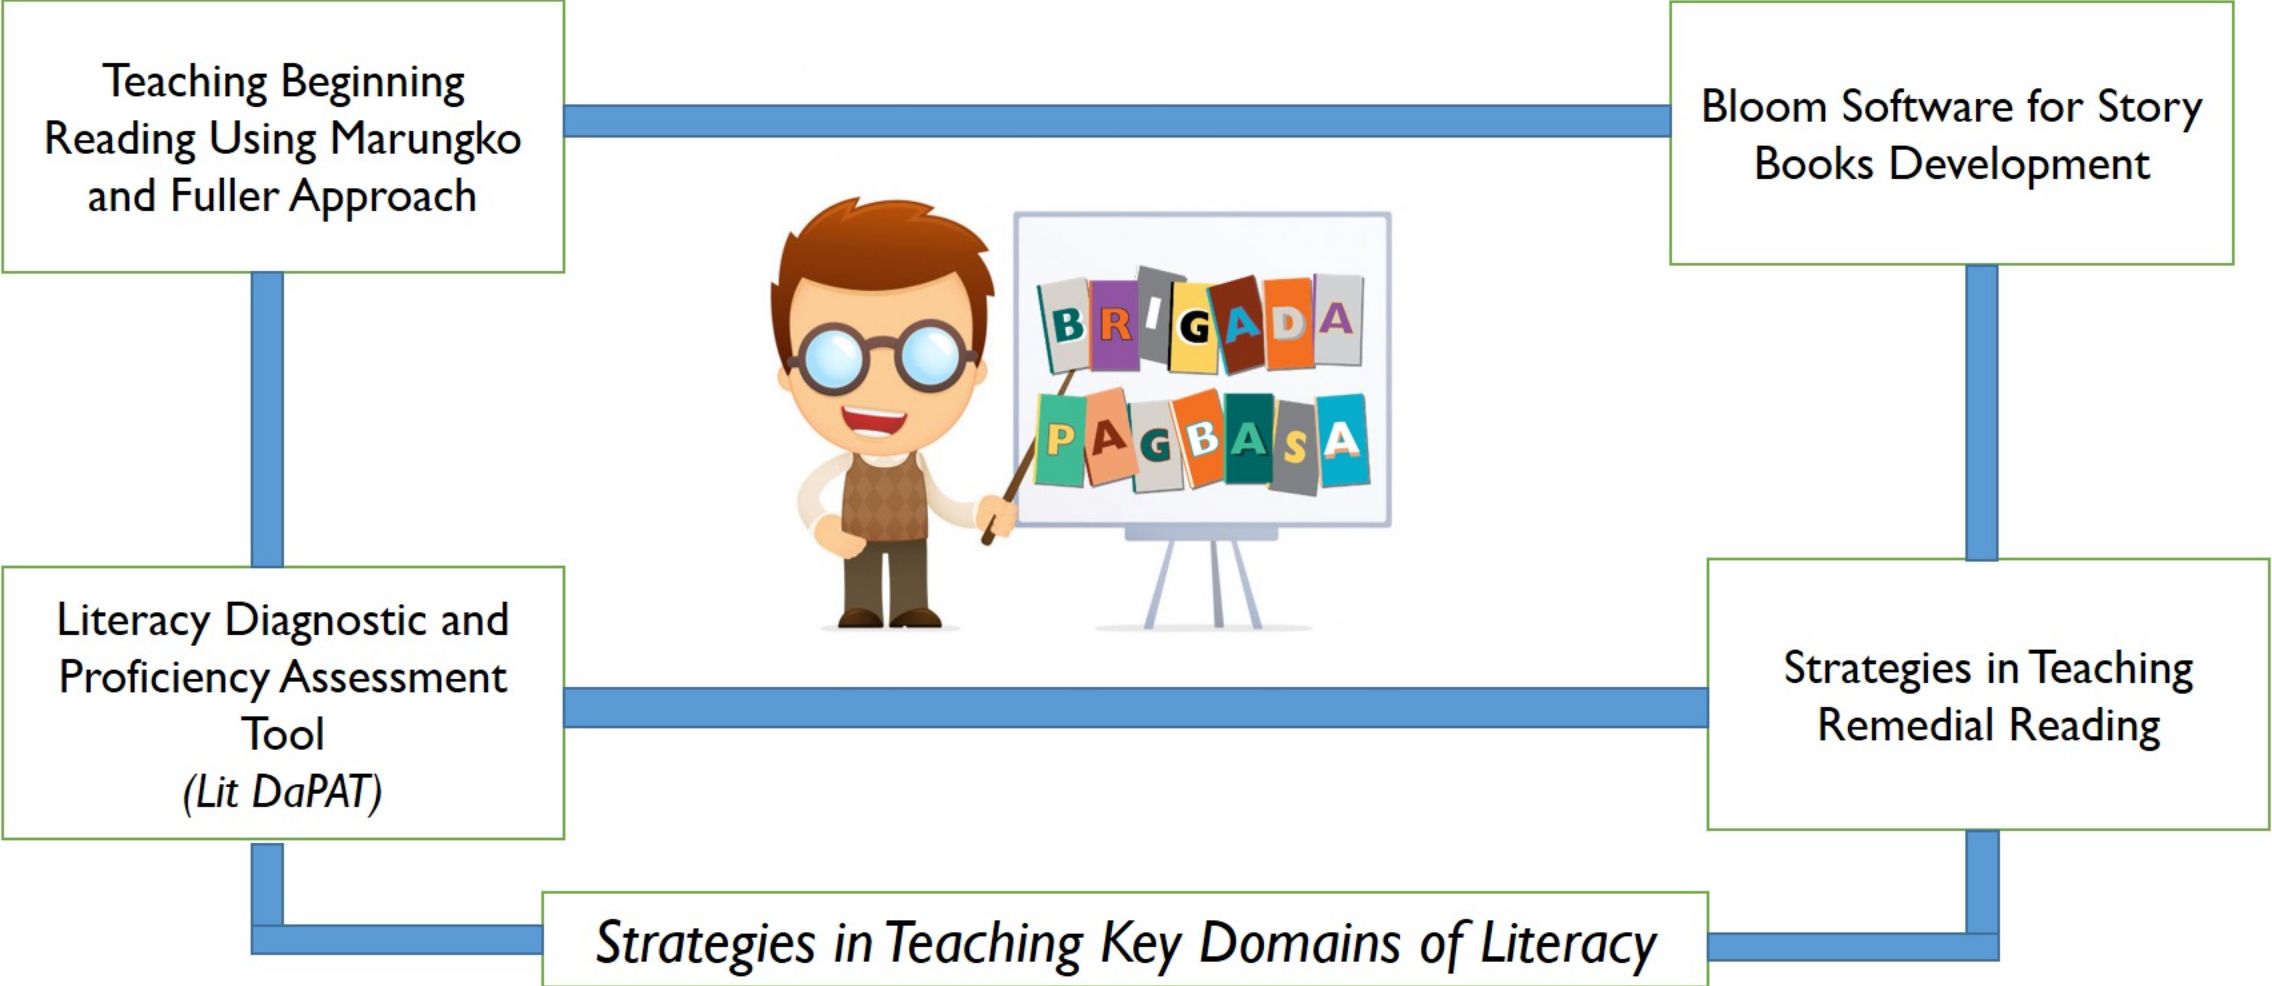 Teaching Beginning
Reading Using Marungko
and Fuller Approach
Bloom Software for Story
Books Development
BRIGADA
PAGBASA
Literacy Diagnostic and
Proficiency Assessment
Tool
(Lit DaPAT)
Strategies in Teaching
Remedial Reading
Strategies in Teaching Key Domains of Literacy